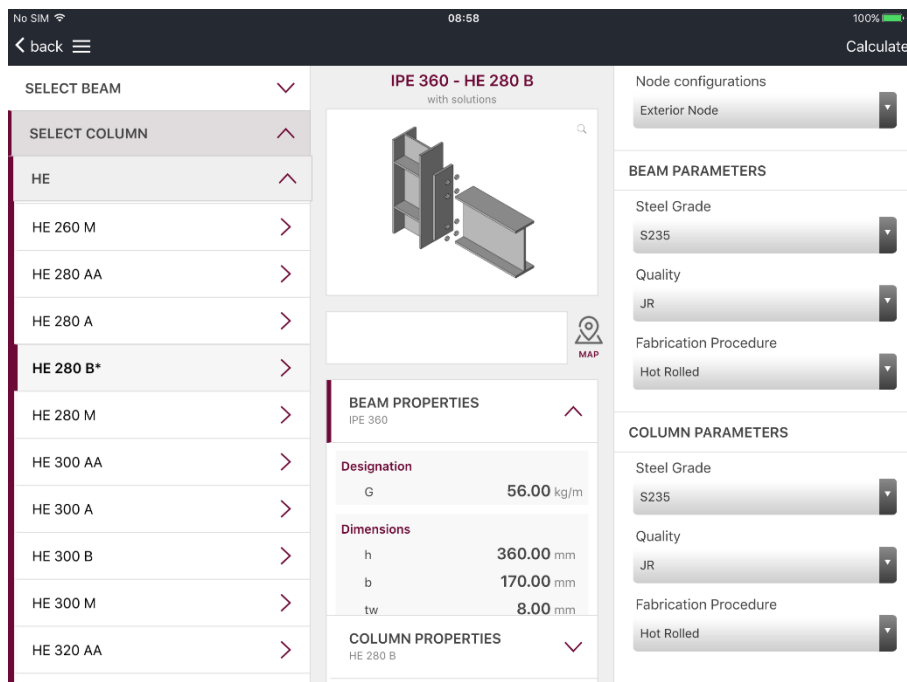 No SIM
08:58
100%
back
Calculate
SELECT BEAM
SELECT COLUMN
HE
HE 260 M
HE 280 AA
HE 280 A
HE 280 B*
HE 280 M
HE 300 AA
HE 300 A
HE 300 B
HE 300 M
HE 320 AA
IPE 360 - HE 280 B
with solutions
MAP
BEAM PROPERTIES
IPE 360
Designation
G 56.00 kg/m
Dimensions
h 360.00 mm
b 170.00 mm
tw 8.00 mm
COLUMN PROPERTIES
HE 280 B
Node configurations
Exterior Node
BEAM PARAMETERS
Steel Grade
S235
Quality
JR
Fabrication Procedure
Hot Rolled
COLUMN PARAMETERS
Steel Grade
S235
Quality
JR
Fabrication Procedure
Hot Rolled